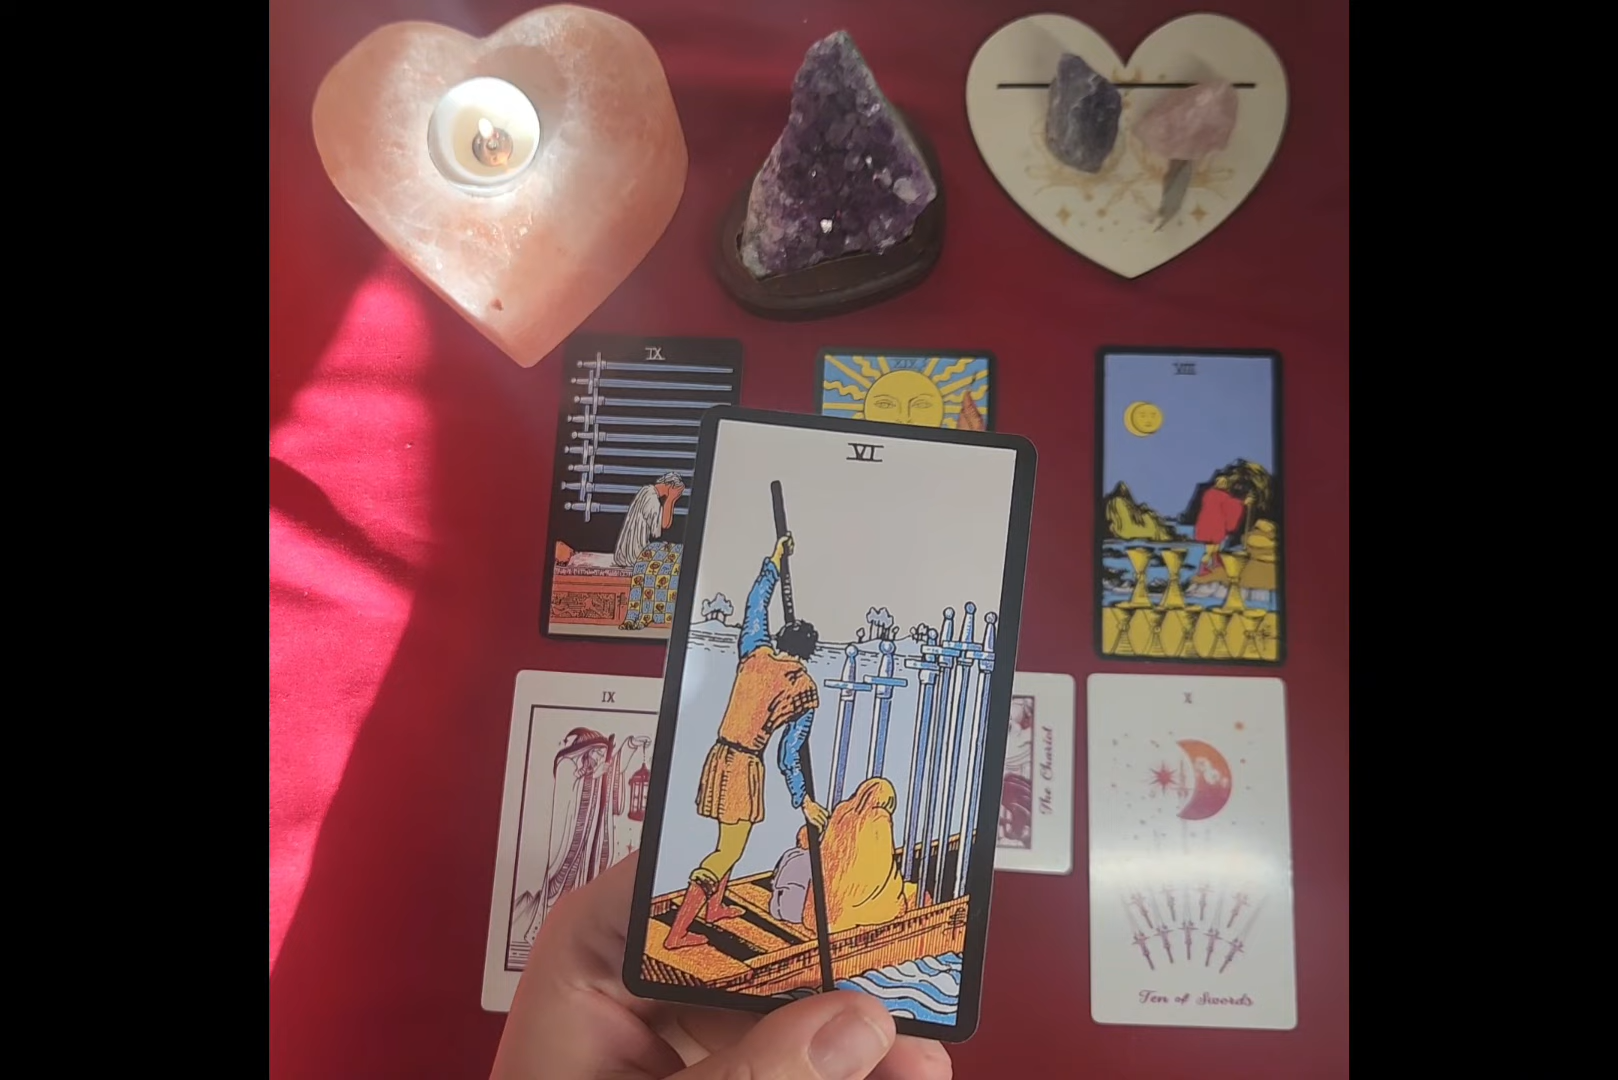 IX
XIX
VIII
VI
IX
The Chariot
X
Ten of Swords